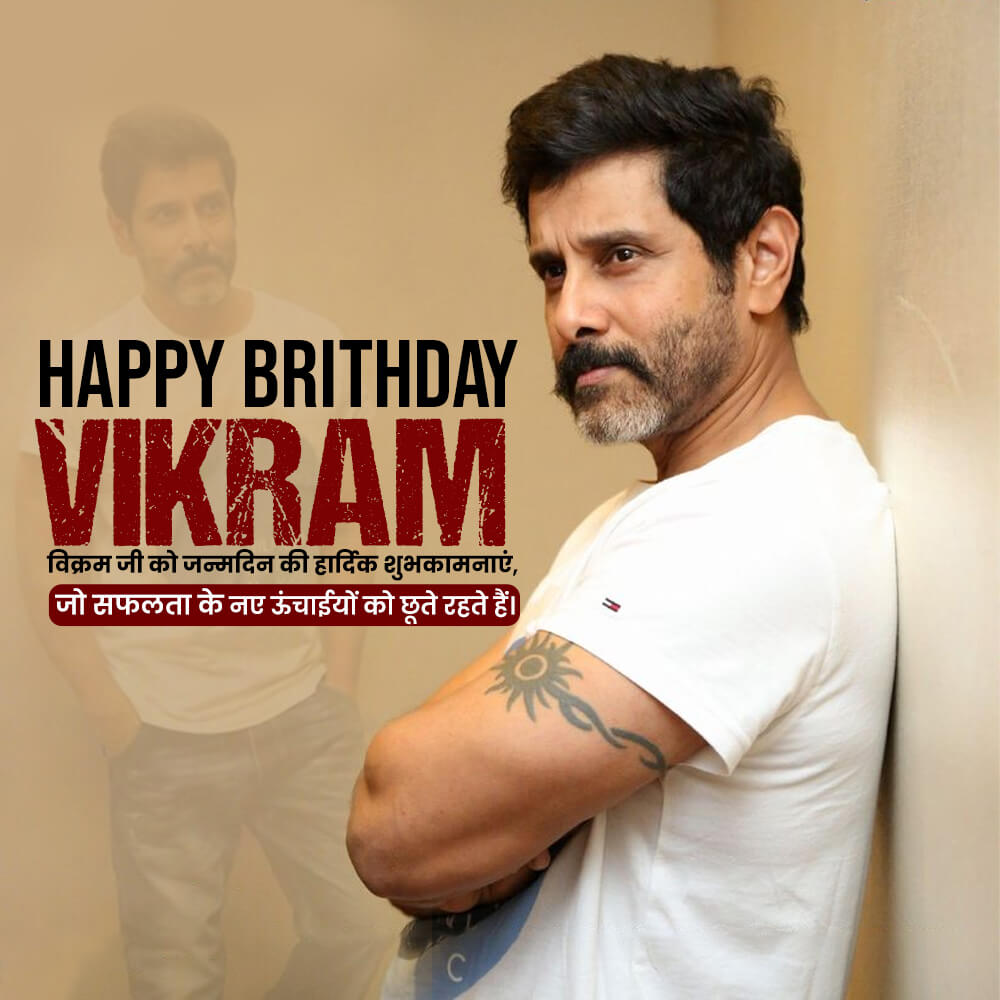 HAPPY BRITHDAY
VIKRAM
विक्रम जी को जन्मदिन की हार्दिक शुभकामनाएं,
जो सफलता के नए ऊंचाईयों को छूते रहते हैं।
C